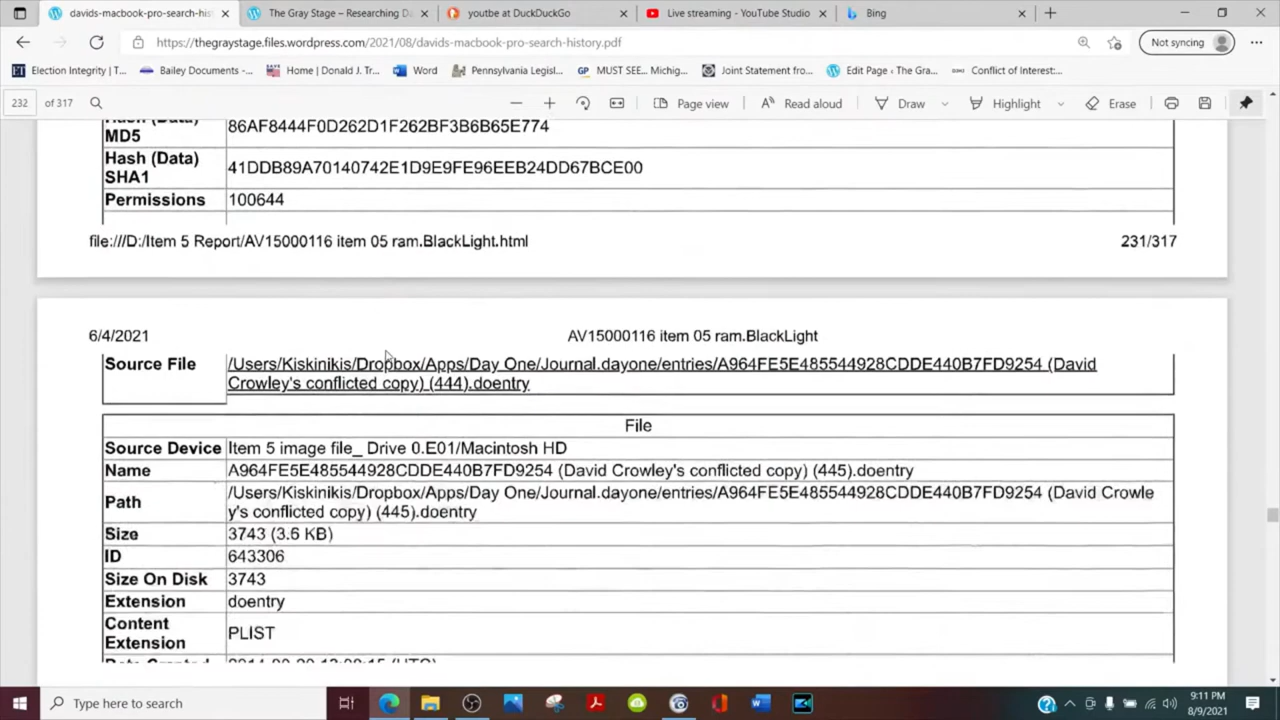 davids-macbook-pro-search-his
The Gray Stage – Researching Da
youtbe at DuckDuckGo
Live streaming - YouTube Studio
Bing
https://thegraystage.files.wordpress.com/2021/08/davids-macbook-pro-search-history.pdf
Not syncing
Election Integrity | T...
Bailey Documents -...
Home | Donald J. Tr...
Word
Pennsylvania Legisl...
MUST SEE... Michig...
Joint Statement fro...
Edit Page ‹ The Gra...
Conflict of Interest:...
232 of 317
Page view
Read aloud
Draw
Highlight
Erase
Hash (Data) MD5 86AF8444F0D262D1F262BF3B6B65E774
Hash (Data) SHA1 41DDB89A70140742E1D9E9FE96EEB24DD67BCE00
Permissions 100644
file:///D:/Item 5 Report/AV15000116 item 05 ram.BlackLight.html 231/317
6/4/2021 AV15000116 item 05 ram.BlackLight
Source File /Users/Kiskinikis/Dropbox/Apps/Day One/Journal.dayone/entries/A964FE5E485544928CDDE440B7FD9254 (David
Crowley's conflicted copy) (444).doentry
File
Source Device Item 5 image file_ Drive 0.E01/Macintosh HD
Name A964FE5E485544928CDDE440B7FD9254 (David Crowley's conflicted copy) (445).doentry
Path /Users/Kiskinikis/Dropbox/Apps/Day One/Journal.dayone/entries/A964FE5E485544928CDDE440B7FD9254 (David Crowle
y's conflicted copy) (445).doentry
Size 3743 (3.6 KB)
ID 643306
Size On Disk 3743
Extension doentry
Content Extension PLIST
Type here to search
9:11 PM
8/9/2021